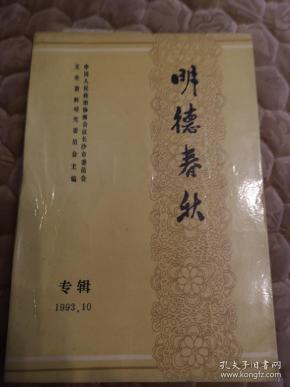 明德春秋
中国人民政治协商会议长沙市委员会
文史资料研究委员会主编
专辑
1993.10
孔夫子旧书网